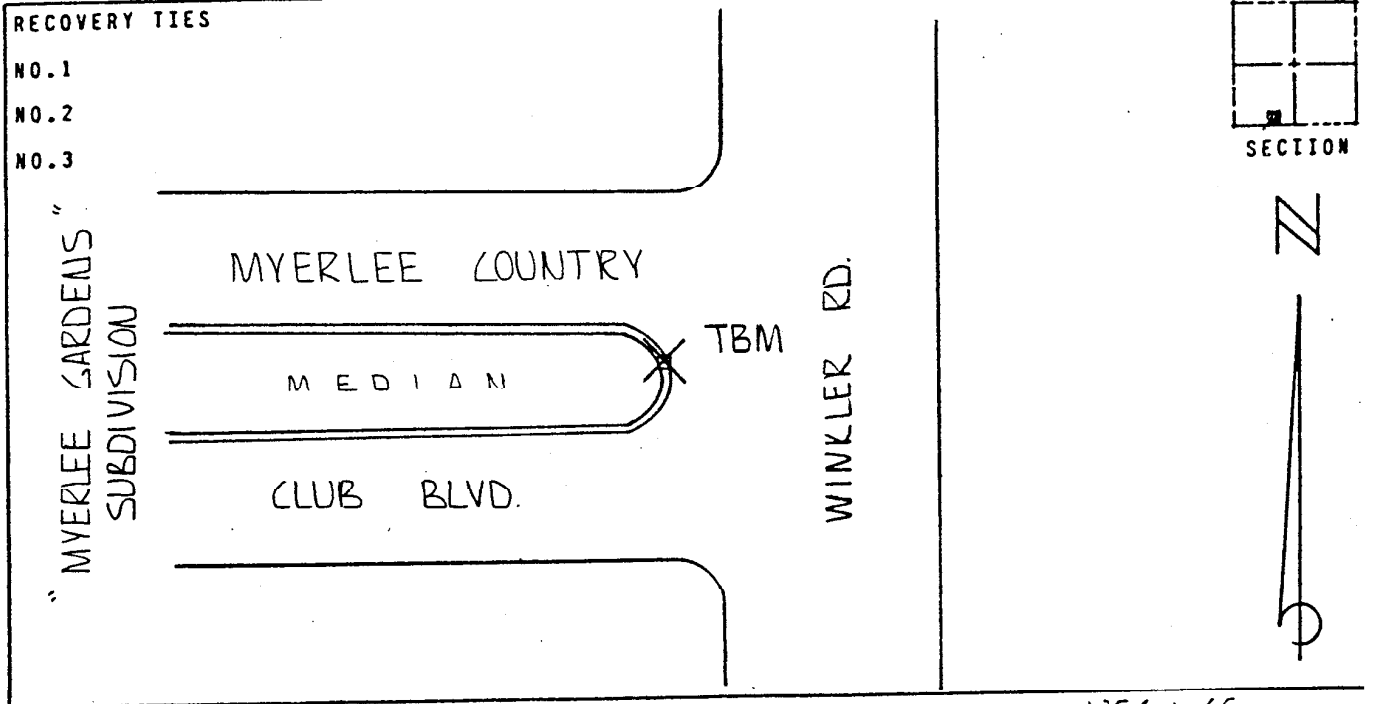 RECOVERY TIES
NO.1
NO.2
NO.3
SECTION
N
"MYERLEE GARDENS"
SUBDIVISION
MYERLEE COUNTRY
TBM
MEDIAN
CLUB BLVD.
WINKLER RD.